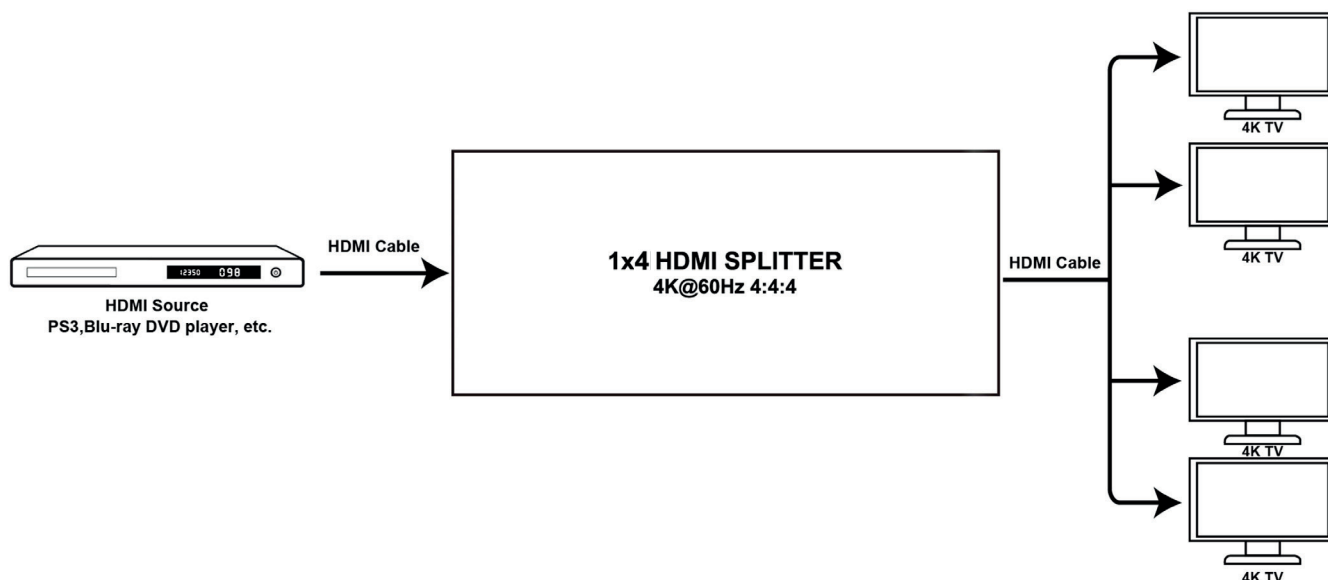 12350 098
HDMI Source
PS3,Blu-ray DVD player, etc.
HDMI Cable
1x4 HDMI SPLITTER
4K@60Hz 4:4:4
HDMI Cable
4K TV
4K TV
4K TV
4K TV